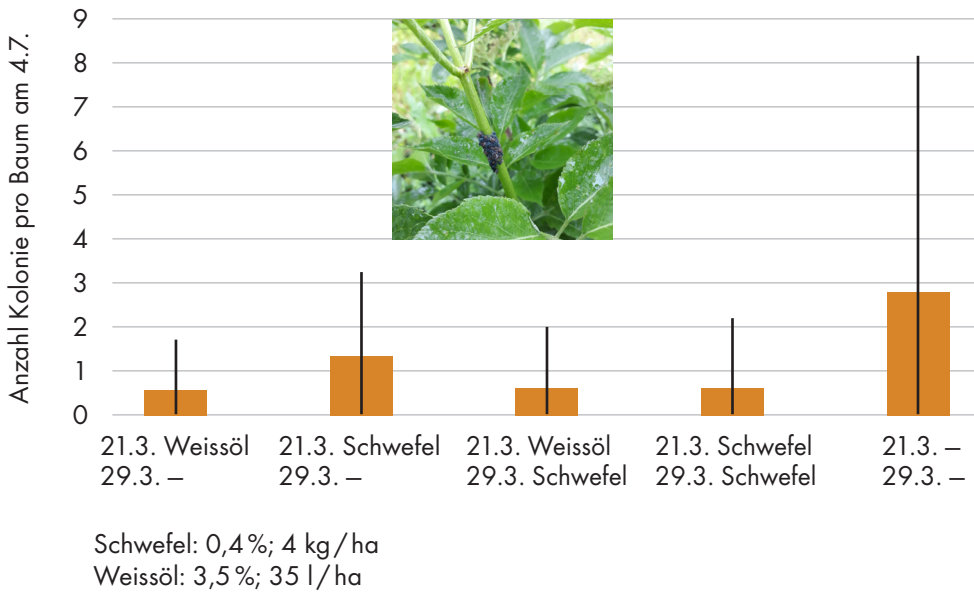 Anzahl Kolonie pro Baum am 4.7.
9
8
7
6
5
4
3
2
1
0
21.3. Weissöl
29.3. –
21.3. Schwefel
29.3. –
21.3. Weissöl
29.3. Schwefel
21.3. Schwefel
29.3. Schwefel
21.3. –
29.3. –
Schwefel: 0,4 %; 4 kg / ha
Weissöl: 3,5 %; 35 l / ha